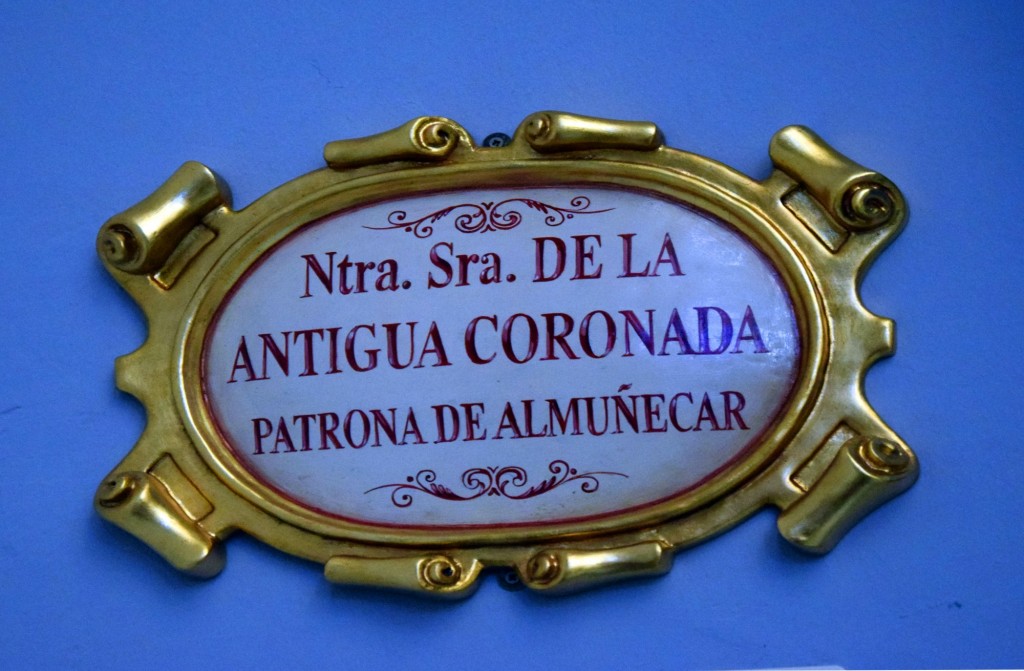 Ntra. Sra. DE LA
ANTIGUA CORONADA
PATRONA DE ALMUÑECAR